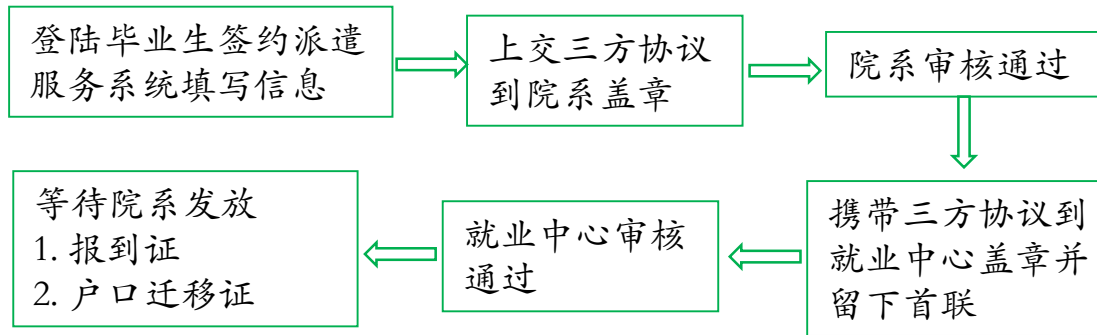 登陆毕业生签约派遣
服务系统填写信息
上交三方协议
到院系盖章
院系审核通过
携带三方协议到
就业中心盖章并
留下首联
就业中心审核
通过
等待院系发放
1. 报到证
2. 户口迁移证